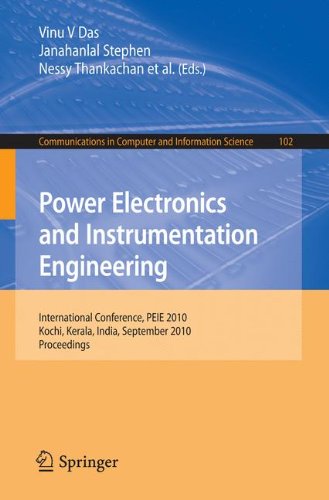 Vinu V Das
Janahanlal Stephen
Nessy Thankachan et al. (Eds.)
Communications in Computer and Information Science 102
Power Electronics
and Instrumentation
Engineering
International Conference, PEIE 2010
Kochi, Kerala, India, September 2010
Proceedings
Springer